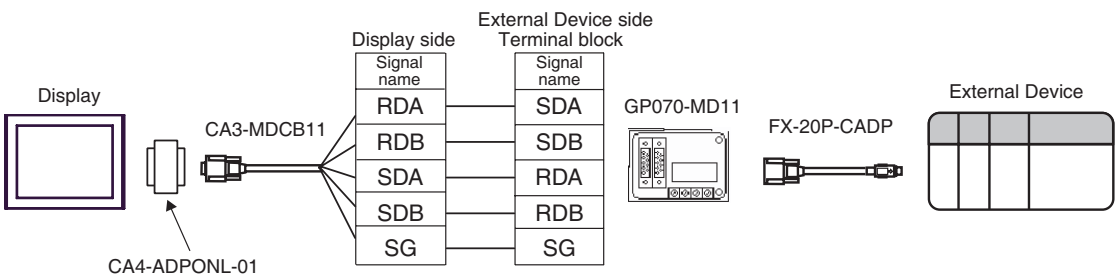 External Device side
Display side
Terminal block
Signal
name
Signal
name
Display
CA3-MDCB11
RDA
SDA
GP070-MD11
External Device
FX-20P-CADP
RDB
SDB
SDA
RDA
SDB
RDB
SG
SG
CA4-ADPONL-01